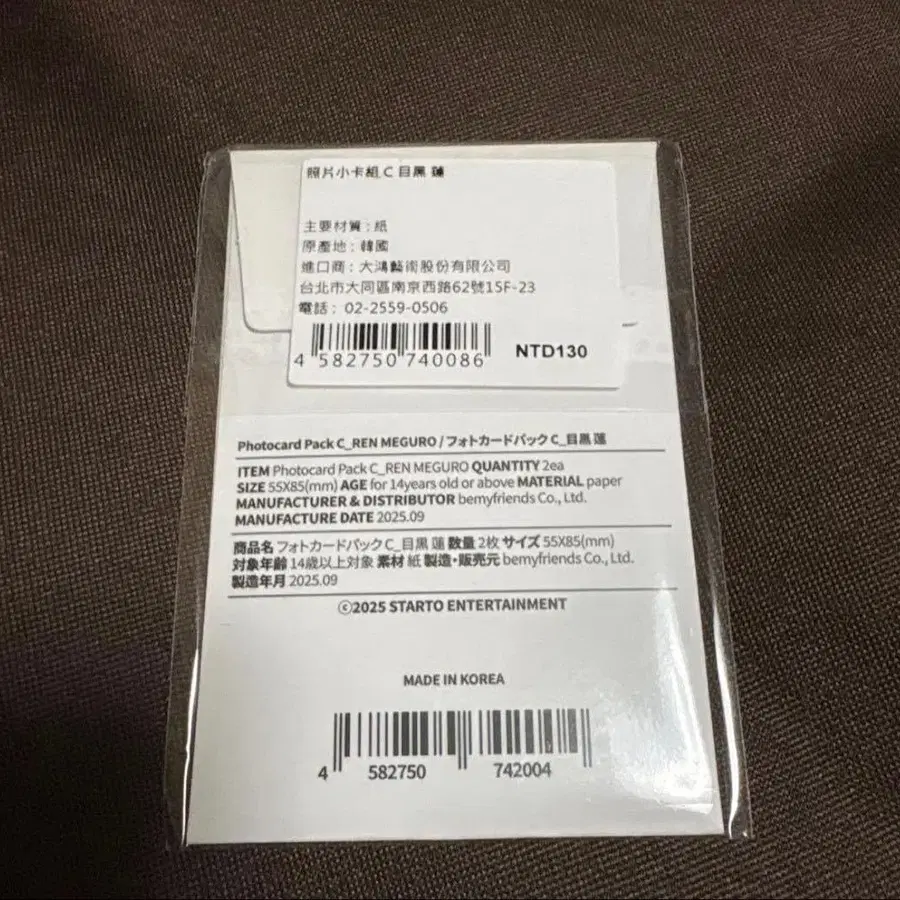 照片小卡組 C 目黑 蓮
主要材質：紙
原產地：韓國
進口商：大鴻藝術股份有限公司
台北市大同區南京西路62號15F-23
電話：02-2559-0506
4 582750 740086
NTD130
Photocard Pack C_REN MEGURO / フォトカードパック C_目黒 蓮
ITEM Photocard Pack C_REN MEGURO QUANTITY 2ea
SIZE 55X85(mm) AGE for 14years old or above MATERIAL paper
MANUFACTURER & DISTRIBUTOR bemyfriends Co., Ltd.
MANUFACTURE DATE 2025.09
商品名 フォトカードパック C_目黒 蓮 数量 2枚 サイズ 55X85(mm)
対象年齢 14歳以上対象 素材 紙 製造・販売元 bemyfriends Co., Ltd.
製造年月 2025.09
©2025 STARTO ENTERTAINMENT
MADE IN KOREA
4 582750 742004